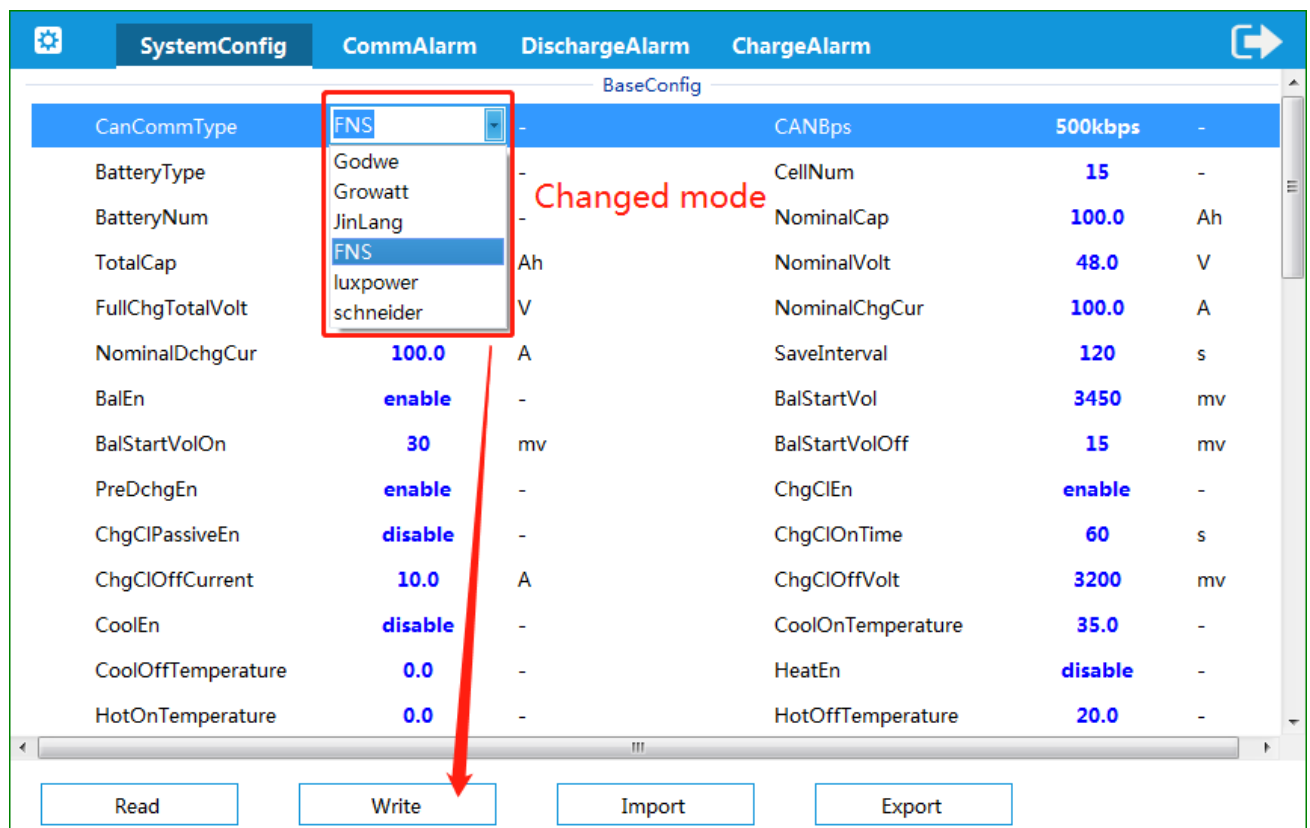 SystemConfig CommAlarm DischargeAlarm ChargeAlarm
BaseConfig
CanCommType FNS - CANBps 500kbps -
Godwe
Growatt
JinLang
FNS
luxpower
schneider
Changed mode
BatteryType - CellNum 15 -
BatteryNum - NominalCap 100.0 Ah
TotalCap Ah NominalVolt 48.0 V
FullChgTotalVolt V NominalChgCur 100.0 A
NominalDchgCur 100.0 A SaveInterval 120 s
BalEn enable - BalStartVol 3450 mv
BalStartVolOn 30 mv BalStartVolOff 15 mv
PreDchgEn enable - ChgClEn enable -
ChgClPassiveEn disable - ChgClOnTime 60 s
ChgClOffCurrent 10.0 A ChgClOffVolt 3200 mv
CoolEn disable - CoolOnTemperature 35.0 -
CoolOffTemperature 0.0 - HeatEn disable -
HotOnTemperature 0.0 - HotOffTemperature 20.0 -
Read Write Import Export